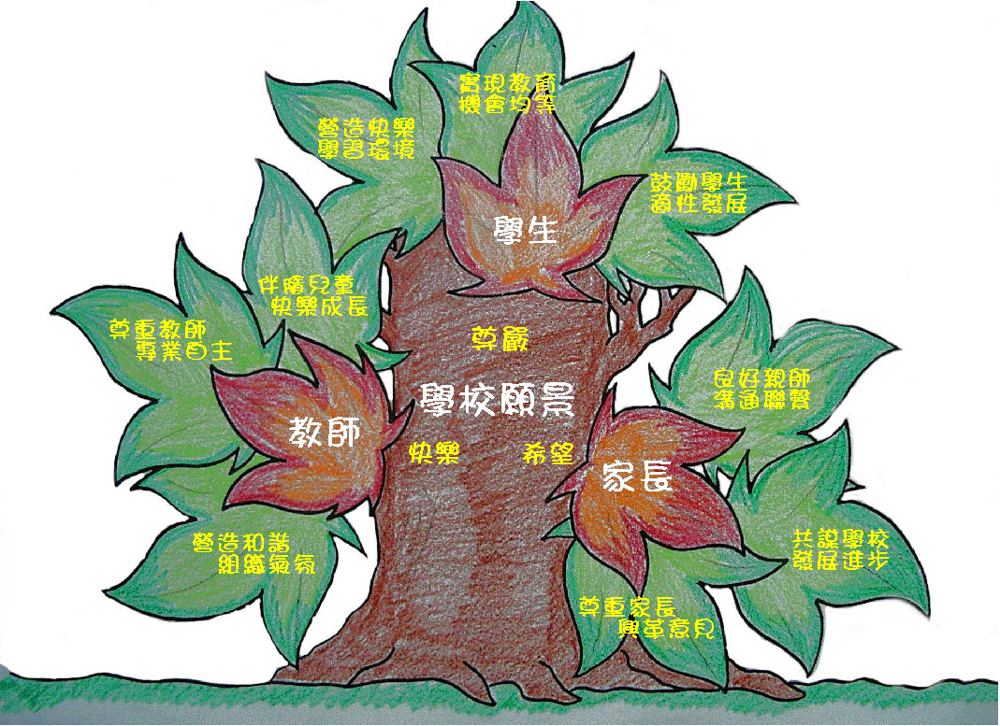 實現教育
機會均等
營造快樂
學習環境
鼓勵學生
適性發展
學生
伴隨兒童
快樂成長
尊重教師
專業自主
尊嚴
學校願景
快樂
希望
教師
良好親師
溝通聯繫
家長
營造和諧
組織氣氛
共謀學校
發展進步
尊重家長
興革意見